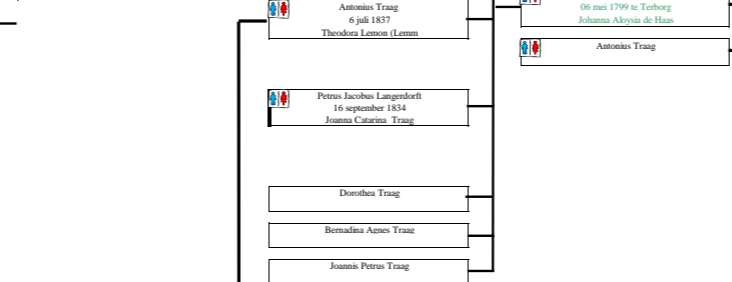 Antonius Traag
6 juli 1837
Theodora Lemon (Lemm
Petrus Jacobus Langerdorft
16 september 1834
Joanna Catarina Traag
Dorothea Traag
Bernadina Agnes Traag
Joannis Petrus Traag
06 mei 1799 te Terborg
Johanna Aloysia de Haas
Antonius Traag